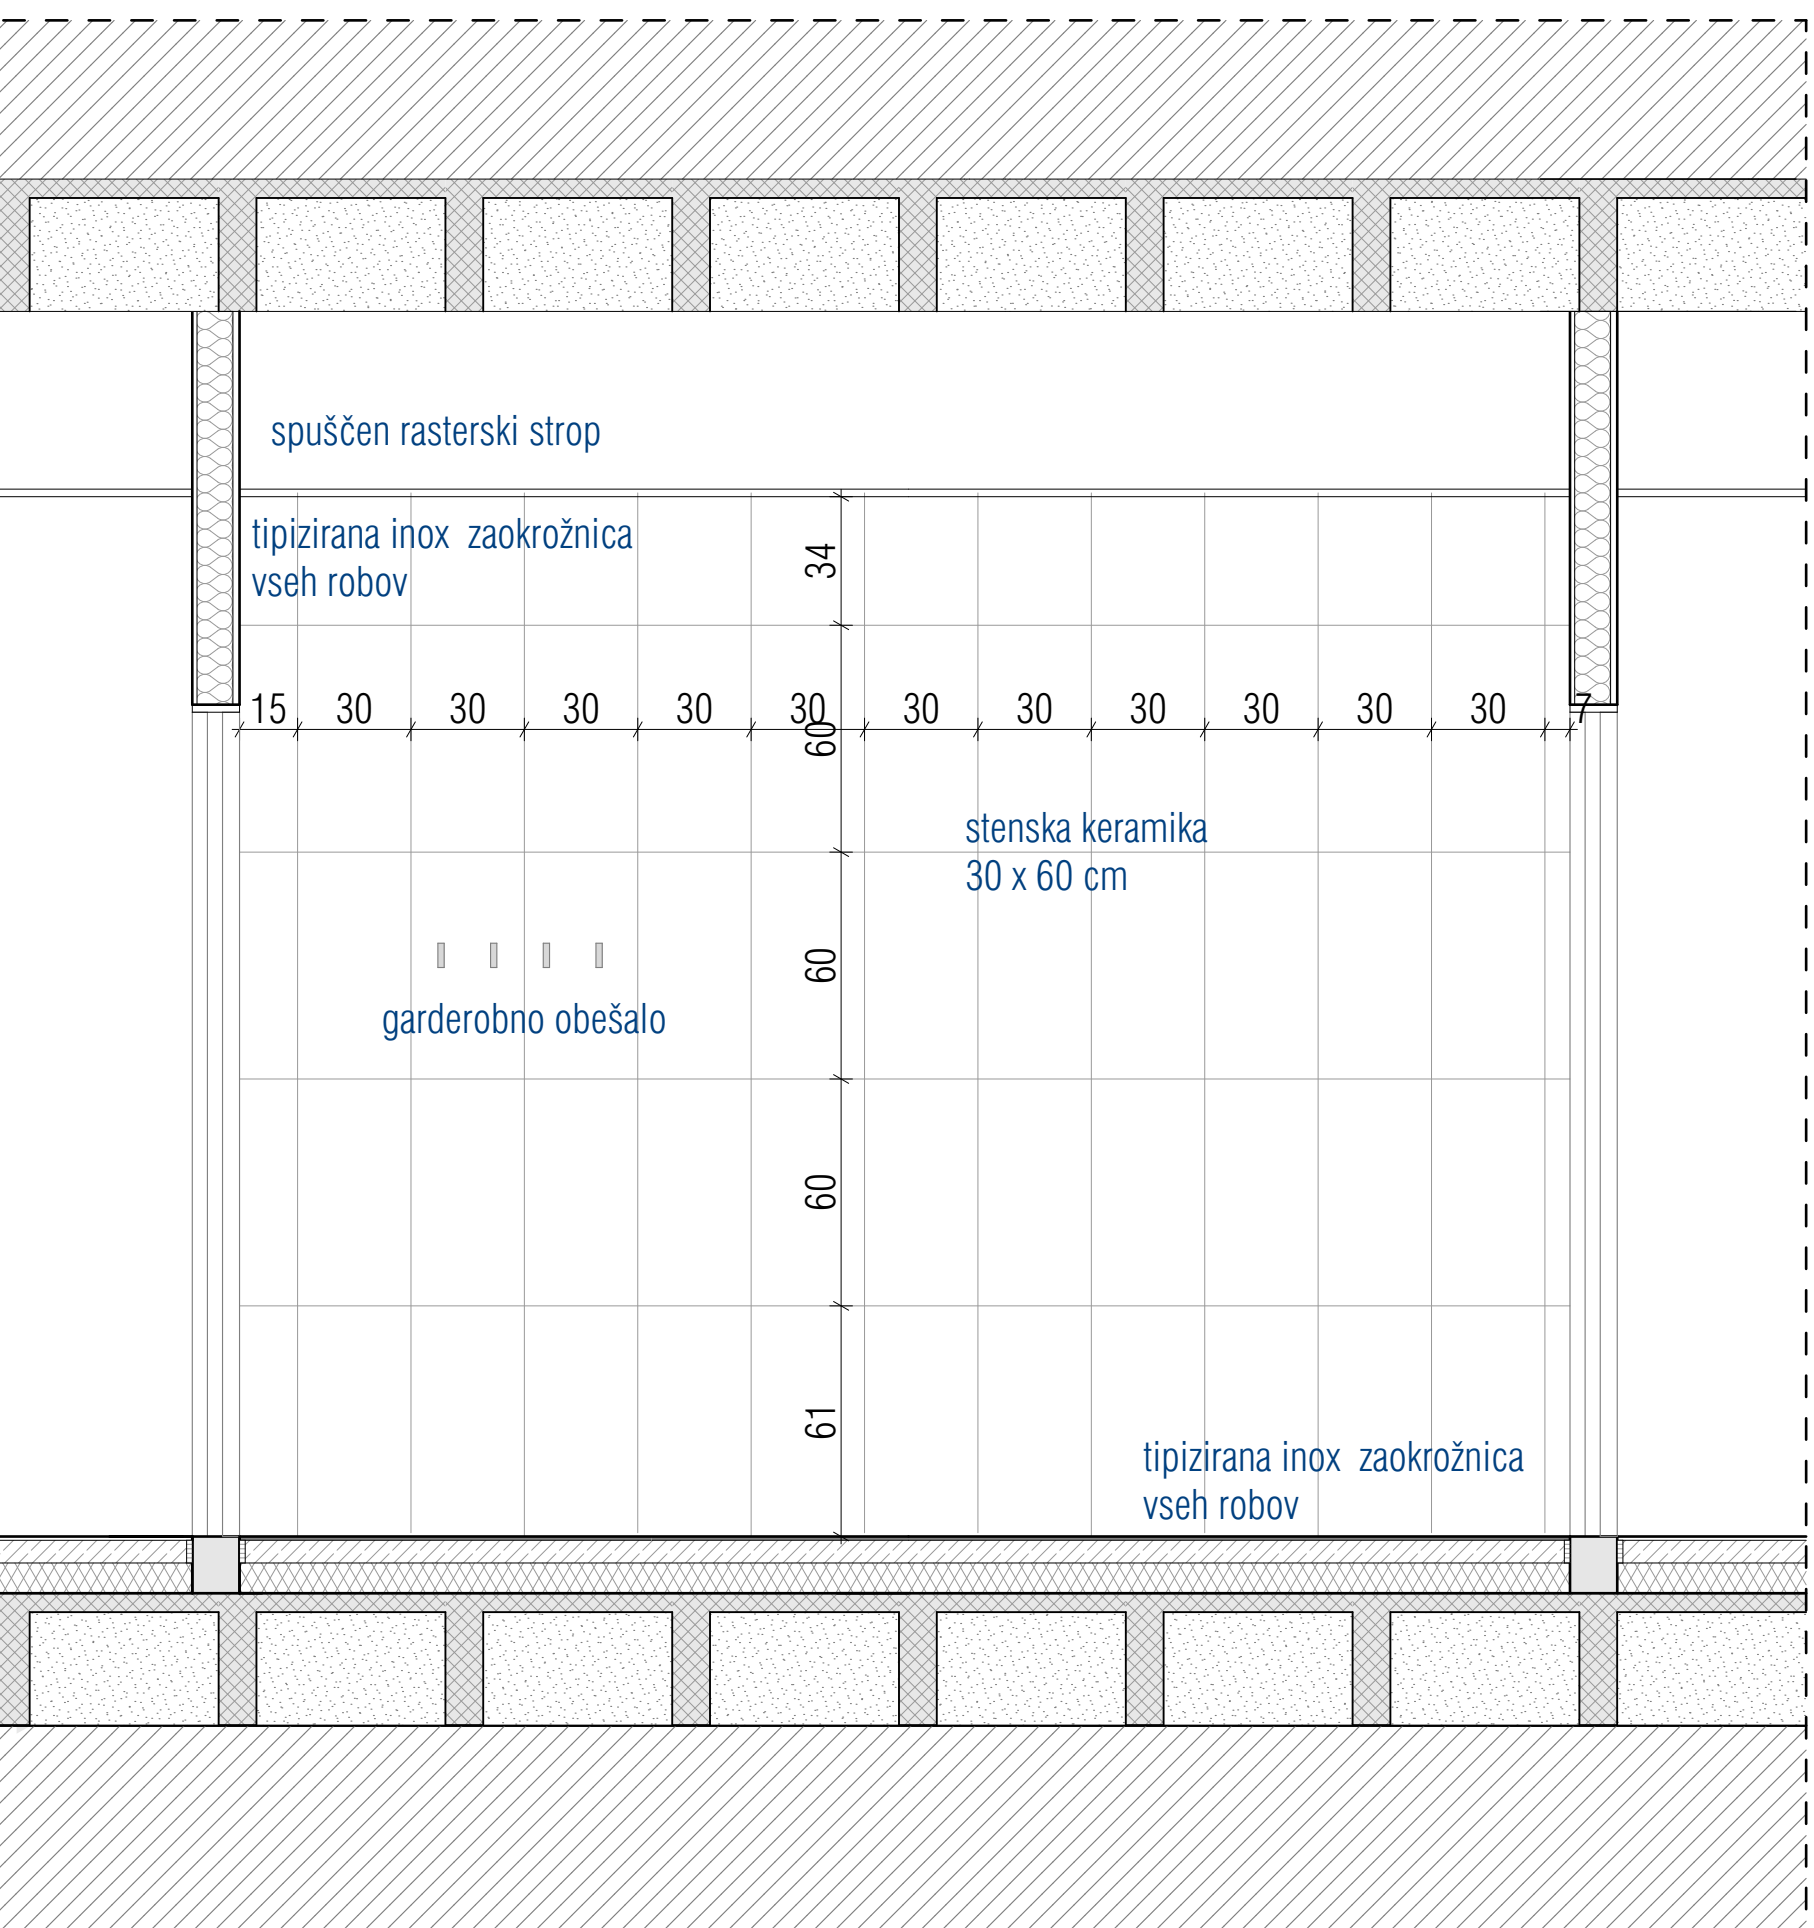 spuščen rasterski strop
tipizirana inox zaokrožnica
vseh robov
34
15 30 30 30 30 30 30 30 30 30 30 30 7
60
stenska keramika
30 x 60 cm
60
garderobno obešalo
60
61
tipizirana inox zaokrožnica
vseh robov